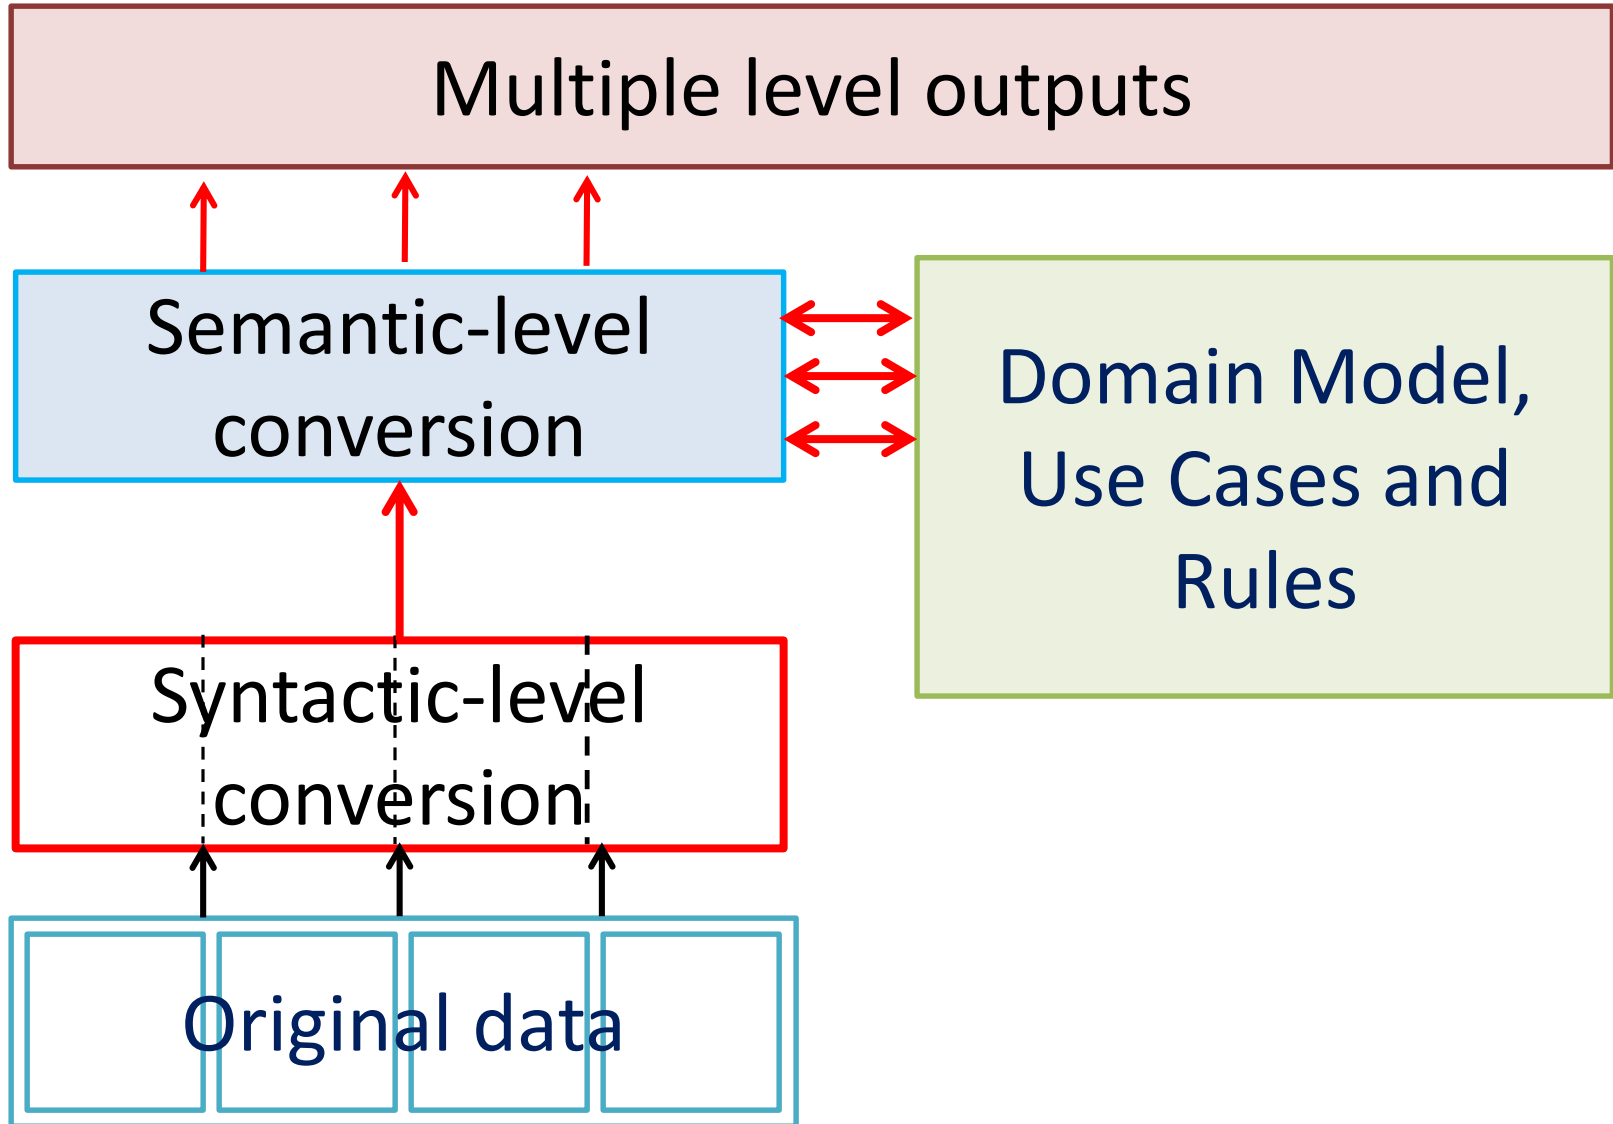 Multiple level outputs
Semantic-level
conversion
Domain Model,
Use Cases and
Rules
Syntactic-level
conversion
Original data